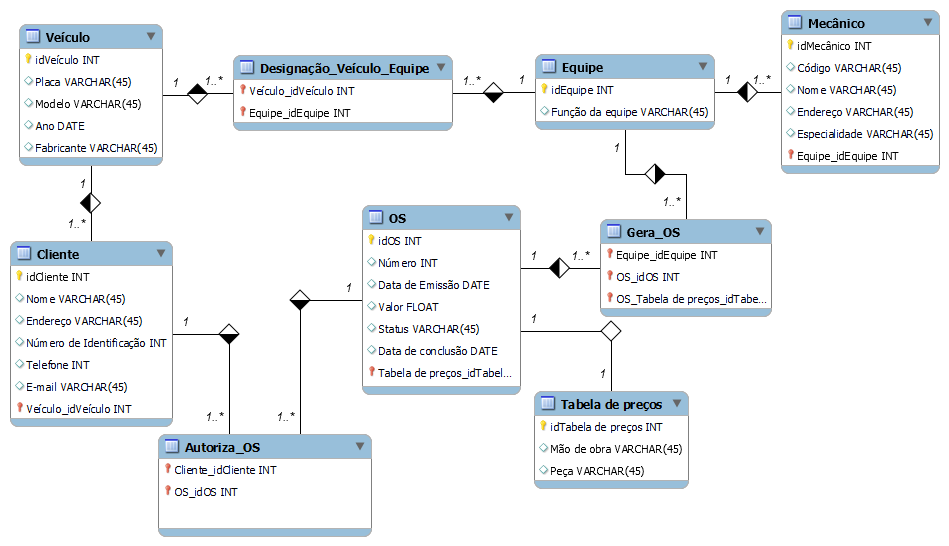 Veículo
idVeículo INT
Placa VARCHAR(45)
Modelo VARCHAR(45)
Ano DATE
Fabricante VARCHAR(45)
1
1..*
Designação_Veículo_Equipe
Veículo_idVeículo INT
Equipe_idEquipe INT
1..*
1
Equipe
idEquipe INT
Função da equipe VARCHAR(45)
1
1..*
Mecânico
idMecânico INT
Código VARCHAR(45)
Nome VARCHAR(45)
Endereço VARCHAR(45)
Especialidade VARCHAR(45)
Equipe_idEquipe INT
1
1..*
1
1..*
Cliente
idCliente INT
Nome VARCHAR(45)
Endereço VARCHAR(45)
Número de Identificação INT
Telefone INT
E-mail VARCHAR(45)
Veículo_idVeículo INT
1
1..*
OS
idOS INT
Número INT
Data de Emissão DATE
Valor FLOAT
Status VARCHAR(45)
Data de conclusão DATE
Tabela de preços_idTabel...
1
1..*
1
1..*
Gera_OS
Equipe_idEquipe INT
OS_idOS INT
OS_Tabela de preços_idTabe...
1
1
Tabela de preços
idTabela de preços INT
Mão de obra VARCHAR(45)
Peça VARCHAR(45)
Autoriza_OS
Cliente_idCliente INT
OS_idOS INT